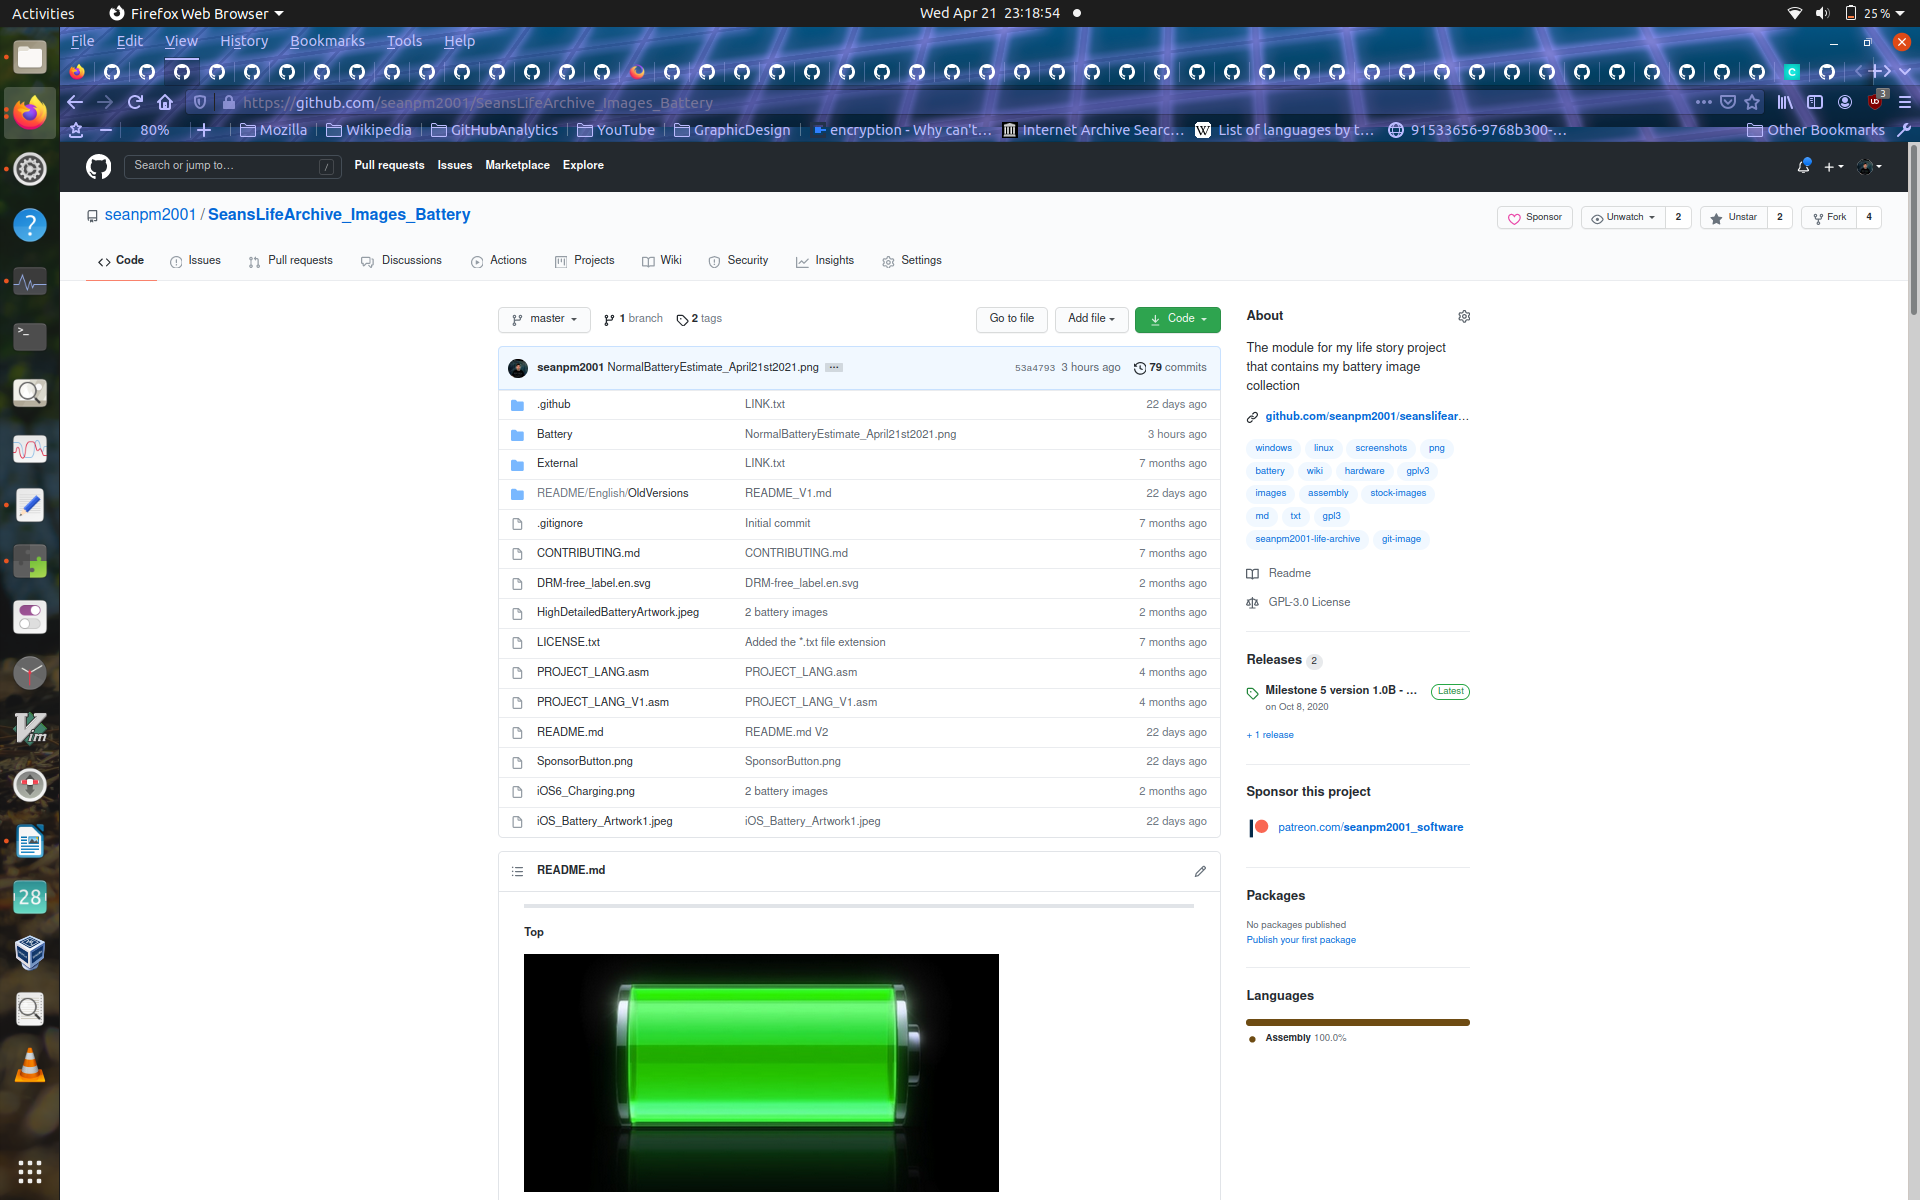 Activities Firefox Web Browser Wed Apr 21 23:18:54 25 %
File Edit View History Bookmarks Tools Help
https://github.com/seanpm2001/SeansLifeArchive_Images_Battery 3
80% Mozilla Wikipedia GitHubAnalytics YouTube GraphicDesign encryption - Why can't… Internet Archive Searc… List of languages by t… 91533656-9768b300-… Other Bookmarks
Search or jump to… / Pull requests Issues Marketplace Explore
seanpm2001 / SeansLifeArchive_Images_Battery Sponsor Unwatch 2 Unstar 2 Fork 4
Code Issues Pull requests Discussions Actions Projects Wiki Security Insights Settings
master 1 branch 2 tags Go to file Add file Code
seanpm2001 NormalBatteryEstimate_April21st2021.png … 53a4793 3 hours ago 79 commits
.github LINK.txt 22 days ago
Battery NormalBatteryEstimate_April21st2021.png 3 hours ago
External LINK.txt 7 months ago
README/English/OldVersions README_V1.md 22 days ago
.gitignore Initial commit 7 months ago
CONTRIBUTING.md CONTRIBUTING.md 7 months ago
DRM-free_label.en.svg DRM-free_label.en.svg 2 months ago
HighDetailedBatteryArtwork.jpeg 2 battery images 2 months ago
LICENSE.txt Added the *.txt file extension 7 months ago
PROJECT_LANG.asm PROJECT_LANG.asm 4 months ago
PROJECT_LANG_V1.asm PROJECT_LANG_V1.asm 4 months ago
README.md README.md V2 22 days ago
SponsorButton.png SponsorButton.png 22 days ago
iOS6_Charging.png 2 battery images 2 months ago
iOS_Battery_Artwork1.jpeg iOS_Battery_Artwork1.jpeg 22 days ago
README.md
Top
About
The module for my life story project
that contains my battery image
collection
github.com/seanpm2001/seanslifear…
windows linux screenshots png
battery wiki hardware gplv3
images assembly stock-images
md txt gpl3
seanpm2001-life-archive git-image
Readme
GPL-3.0 License
Releases 2
Milestone 5 version 1.0B - … Latest
on Oct 8, 2020
+ 1 release
Sponsor this project
patreon.com/seanpm2001_software
Packages
No packages published
Publish your first package
Languages
Assembly 100.0%
28